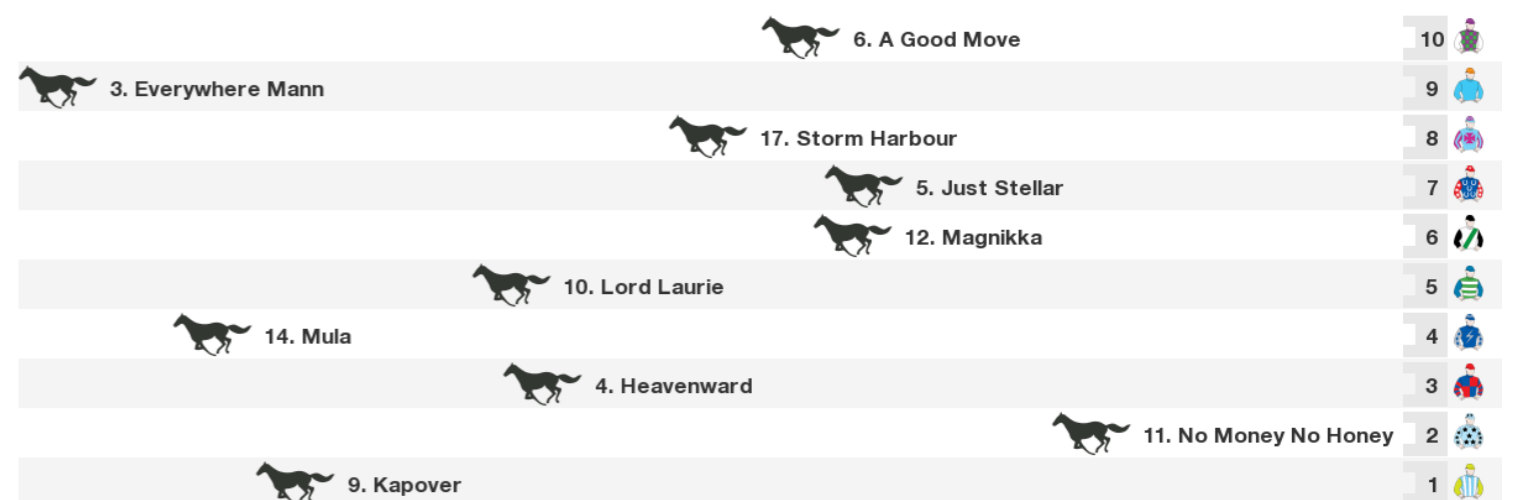 6. A Good Move 10
3. Everywhere Mann 9
17. Storm Harbour 8
5. Just Stellar 7
12. Magnikka 6
10. Lord Laurie 5
14. Mula 4
4. Heavenward 3
11. No Money No Honey 2
9. Kapover 1